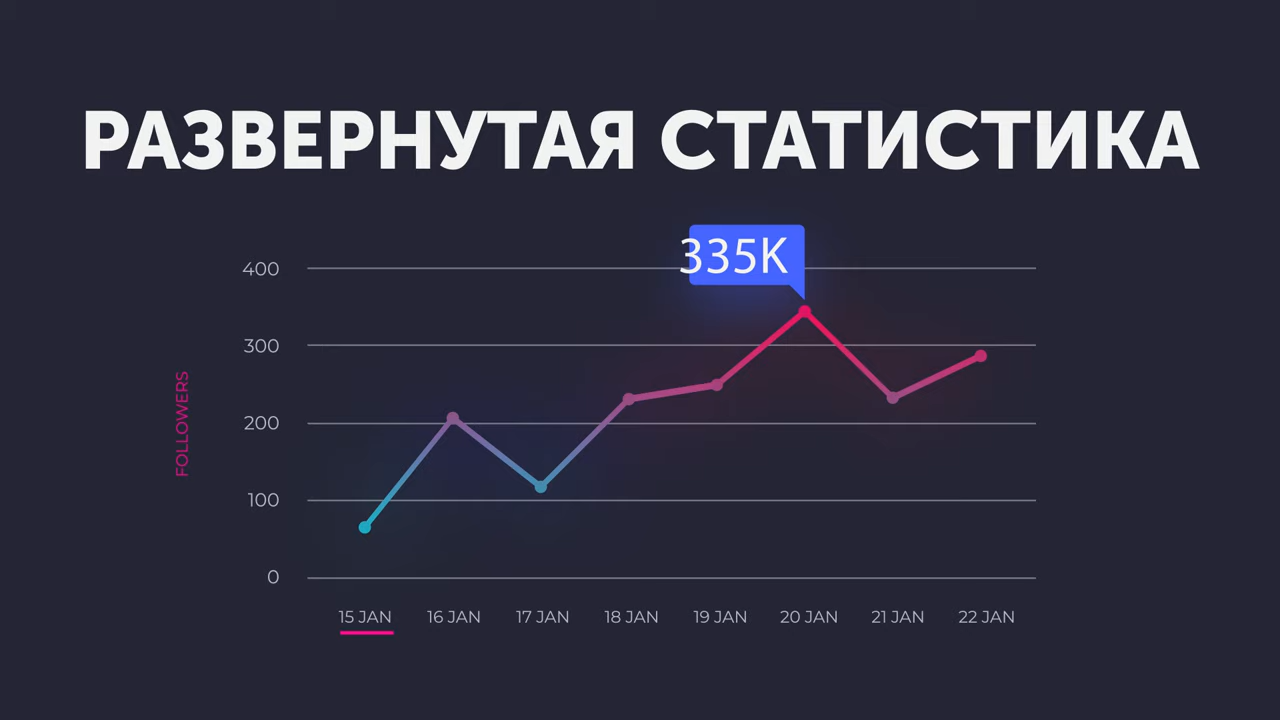 РАЗВЕРНУТАЯ СТАТИСТИКА
335K
400
300
200
100
0
FOLLOWERS
15 JAN 16 JAN 17 JAN 18 JAN 19 JAN 20 JAN 21 JAN 22 JAN